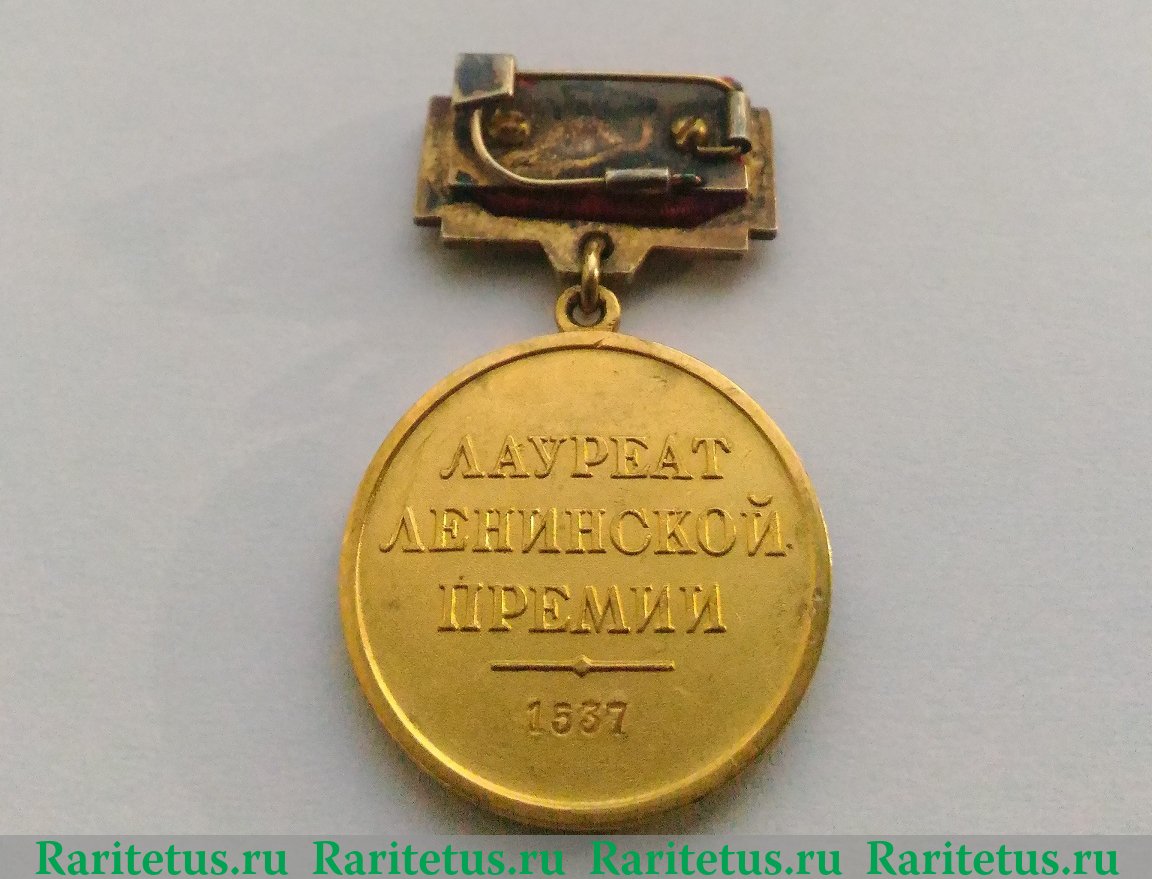 ЛАУРЕАТ
ЛЕНИНСКОЙ
ПРЕМИИ
1537
Raritetus.ru Raritetus.ru Raritetus.ru Raritetus.ru